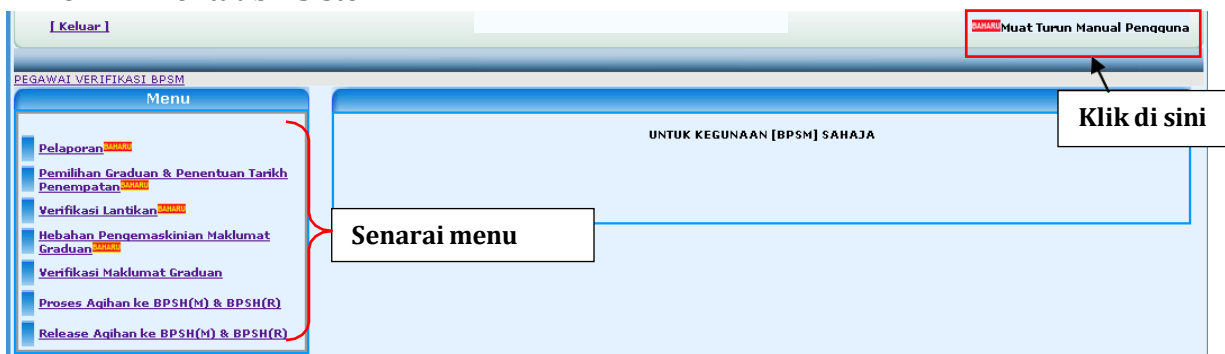 [ Keluar ]
BAHARU Muat Turun Manual Pengguna
PEGAWAI VERIFIKASI BPSM
Menu
Klik di sini
UNTUK KEGUNAAN [BPSM] SAHAJA
Pelaporan BAHARU
Pemilihan Graduan & Penentuan Tarikh
Penempatan BAHARU
Verifikasi Lantikan BAHARU
Senarai menu
Hebahan Pengemaskinian Maklumat
Graduan BAHARU
Verifikasi Maklumat Graduan
Proses Agihan ke BPSH(M) & BPSH(R)
Release Agihan ke BPSH(M) & BPSH(R)